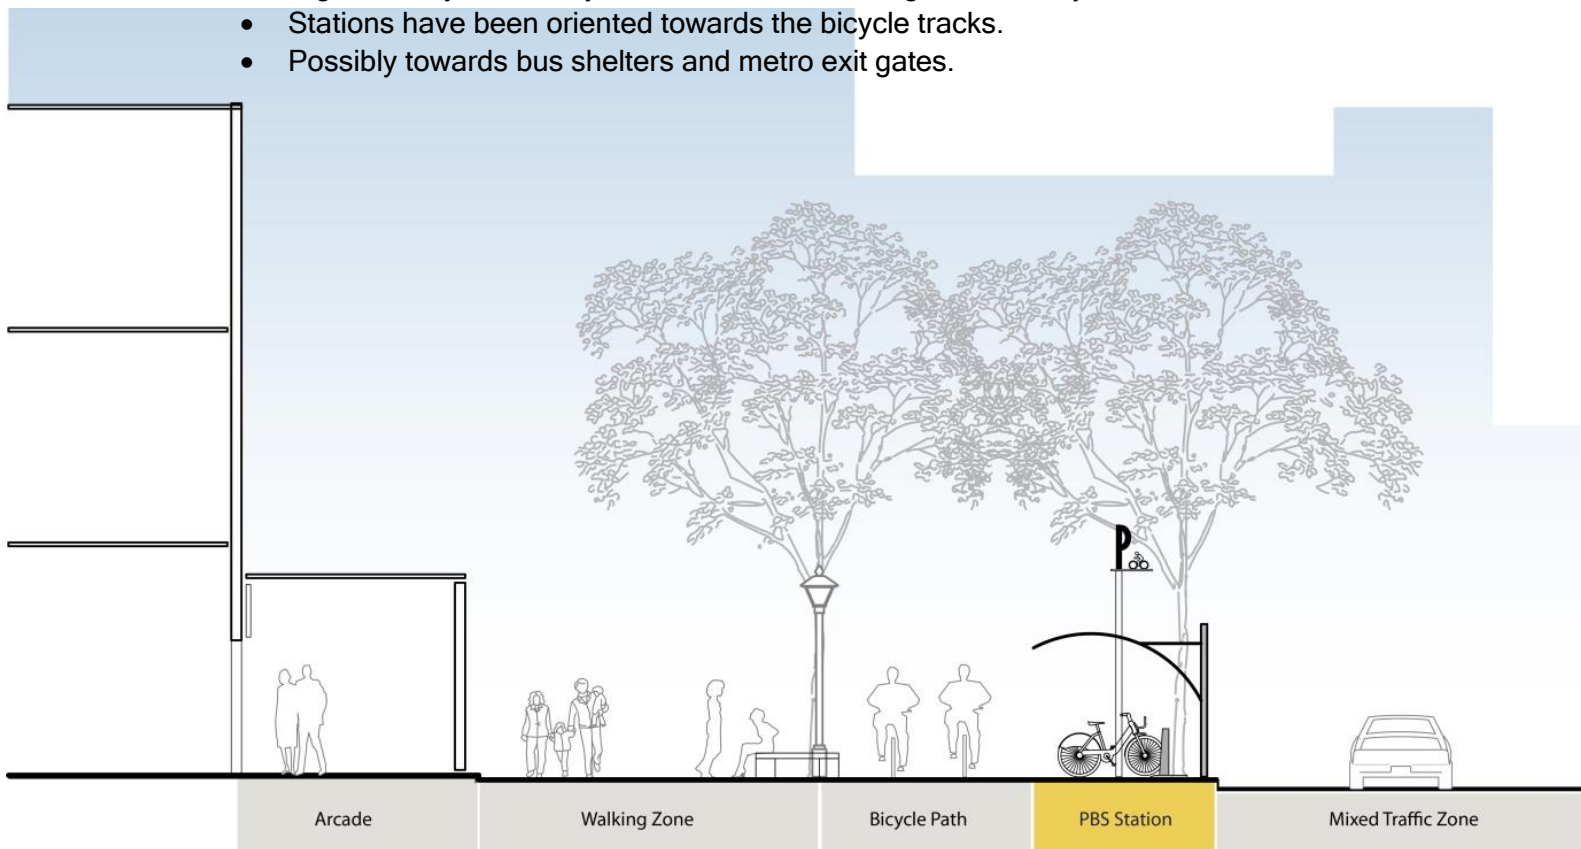 • Stations have been oriented towards the bicycle tracks.
• Possibly towards bus shelters and metro exit gates.
P
Arcade
Walking Zone
Bicycle Path
PBS Station
Mixed Traffic Zone